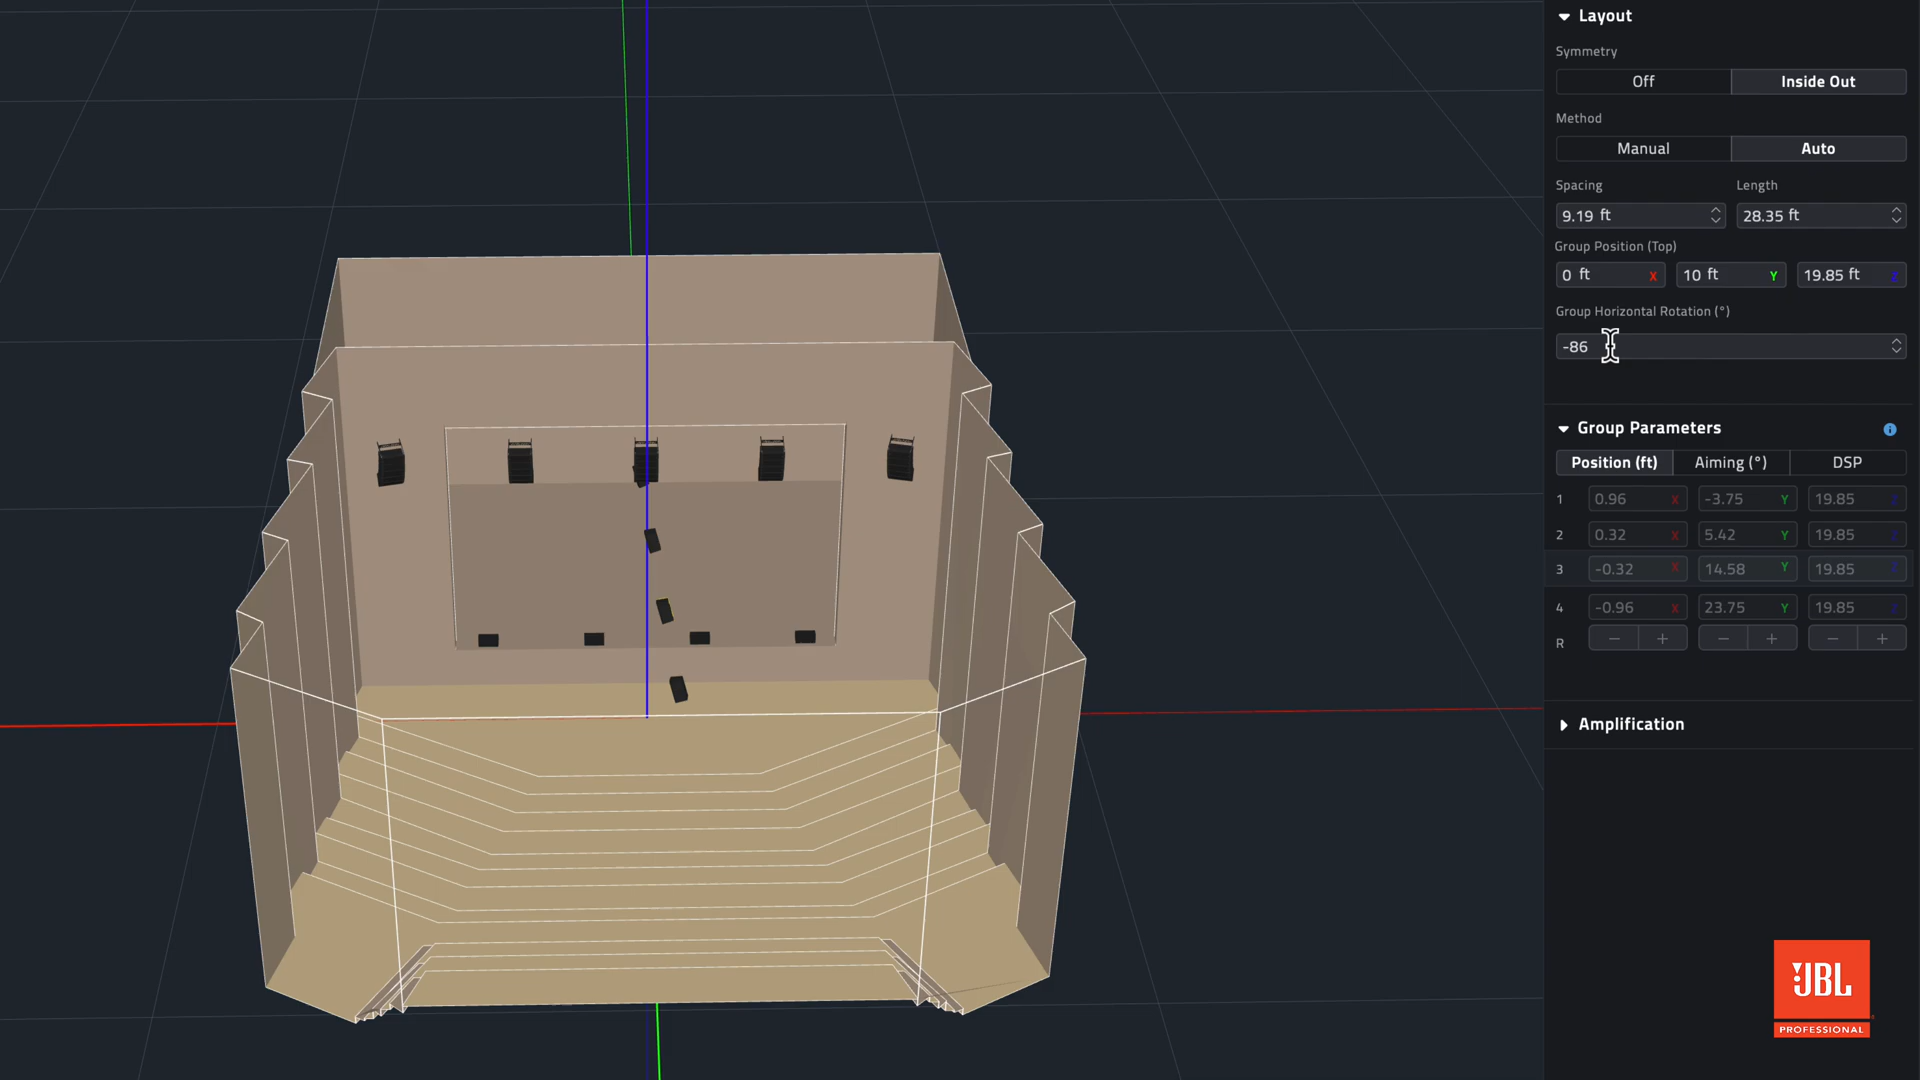 Layout
Symmetry
Off Inside Out
Method
Manual Auto
Spacing Length
9.19 ft 28.35 ft
Group Position (Top)
0 ft X 10 ft Y 19.85 ft Z
Group Horizontal Rotation (°)
-86
Group Parameters
Position (ft) Aiming (°) DSP
1 0.96 X -3.75 Y 19.85 Z
2 0.32 X 5.42 Y 19.85 Z
3 -0.32 X 14.58 Y 19.85 Z
4 -0.96 X 23.75 Y 19.85 Z
R − + − + − +
Amplification
JBL
PROFESSIONAL